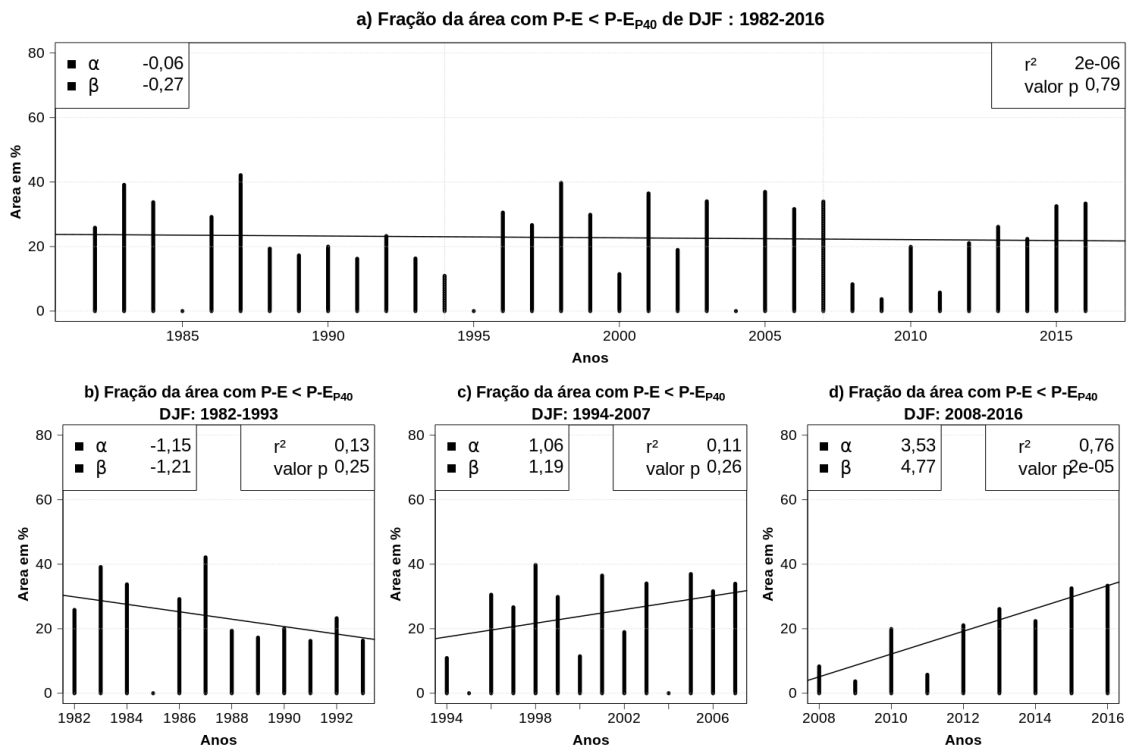 a) Fração da área com P-E < P-E_P40 de DJF : 1982-2016
α -0,06
β -0,27
r² 2e-06
valor p 0,79
Area em %
80
60
40
20
0
1985 1990 1995 2000 2005 2010 2015
Anos
b) Fração da área com P-E < P-E_P40
DJF: 1982-1993
α -1,15
β -1,21
r² 0,13
valor p 0,25
Area em %
80
60
40
20
0
1982 1984 1986 1988 1990 1992
Anos
c) Fração da área com P-E < P-E_P40
DJF: 1994-2007
α 1,06
β 1,19
r² 0,11
valor p 0,26
Area em %
80
60
40
20
0
1994 1998 2002 2006
Anos
d) Fração da área com P-E < P-E_P40
DJF: 2008-2016
α 3,53
β 4,77
r² 0,76
valor p 2e-05
Area em %
80
60
40
20
0
2008 2010 2012 2014 2016
Anos